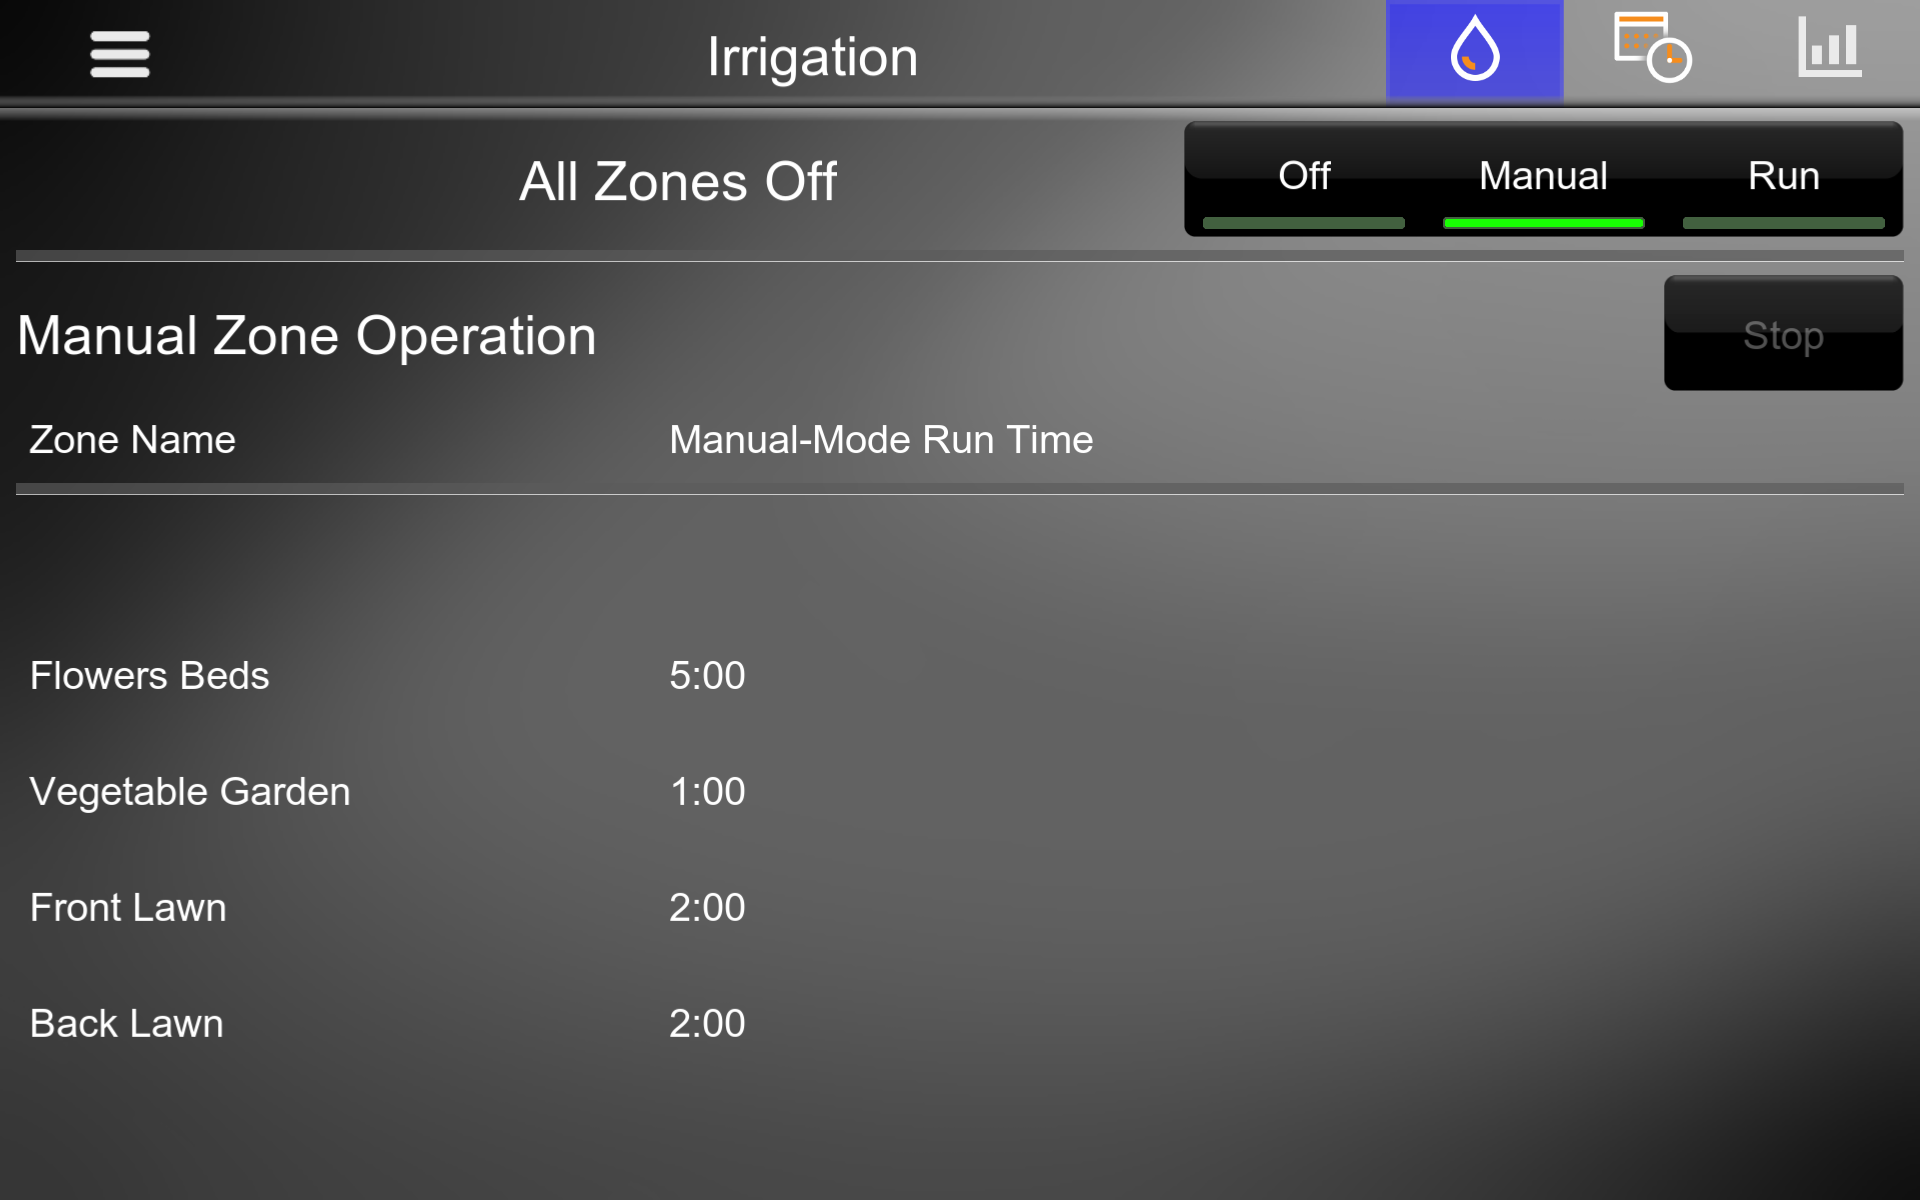 Irrigation
All Zones Off
Off Manual Run
Manual Zone Operation
Stop
Zone Name Manual-Mode Run Time
Flowers Beds 5:00
Vegetable Garden 1:00
Front Lawn 2:00
Back Lawn 2:00